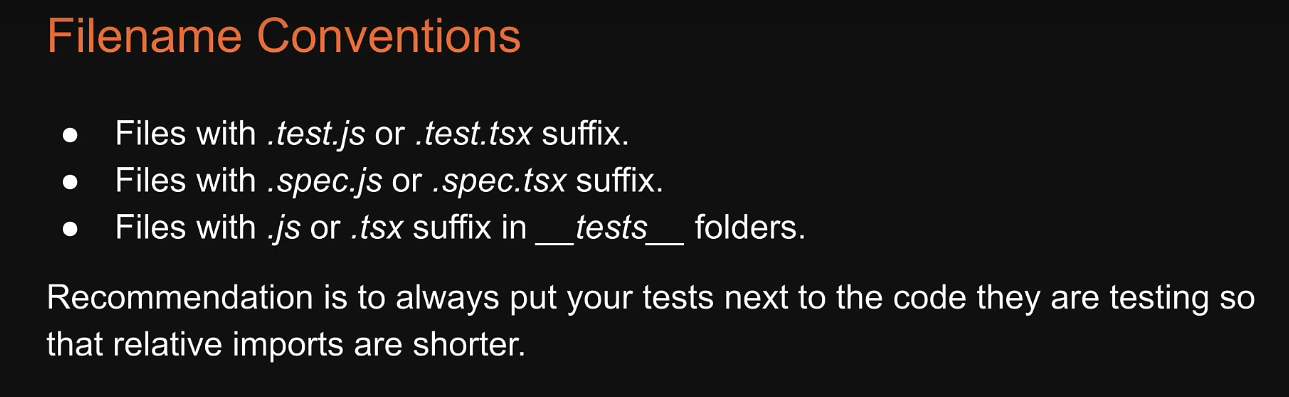 Filename Conventions
● Files with .test.js or .test.tsx suffix.
● Files with .spec.js or .spec.tsx suffix.
● Files with .js or .tsx suffix in __tests__ folders.
Recommendation is to always put your tests next to the code they are testing so
that relative imports are shorter.